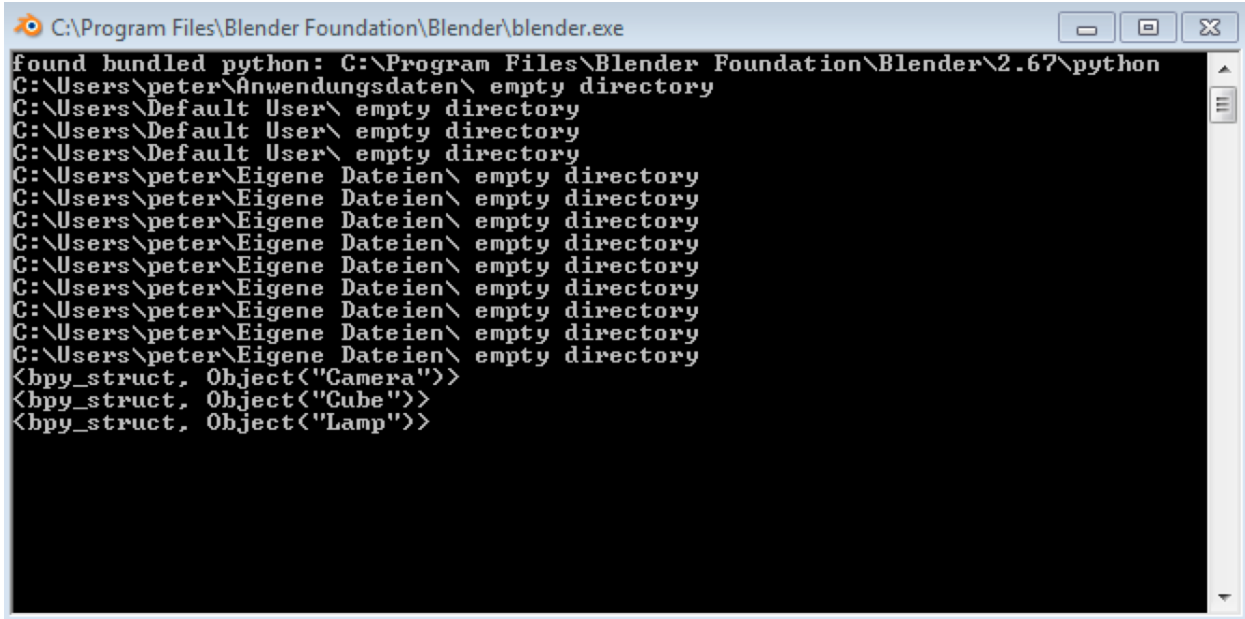 C:\Program Files\Blender Foundation\Blender\blender.exe
found bundled python: C:\Program Files\Blender Foundation\Blender\2.67\python
C:\Users\peter\Anwendungsdaten\ empty directory
C:\Users\Default User\ empty directory
C:\Users\Default User\ empty directory
C:\Users\Default User\ empty directory
C:\Users\peter\Eigene Dateien\ empty directory
C:\Users\peter\Eigene Dateien\ empty directory
C:\Users\peter\Eigene Dateien\ empty directory
C:\Users\peter\Eigene Dateien\ empty directory
C:\Users\peter\Eigene Dateien\ empty directory
C:\Users\peter\Eigene Dateien\ empty directory
C:\Users\peter\Eigene Dateien\ empty directory
C:\Users\peter\Eigene Dateien\ empty directory
C:\Users\peter\Eigene Dateien\ empty directory
<bpy_struct, Object("Camera")>
<bpy_struct, Object("Cube")>
<bpy_struct, Object("Lamp")>